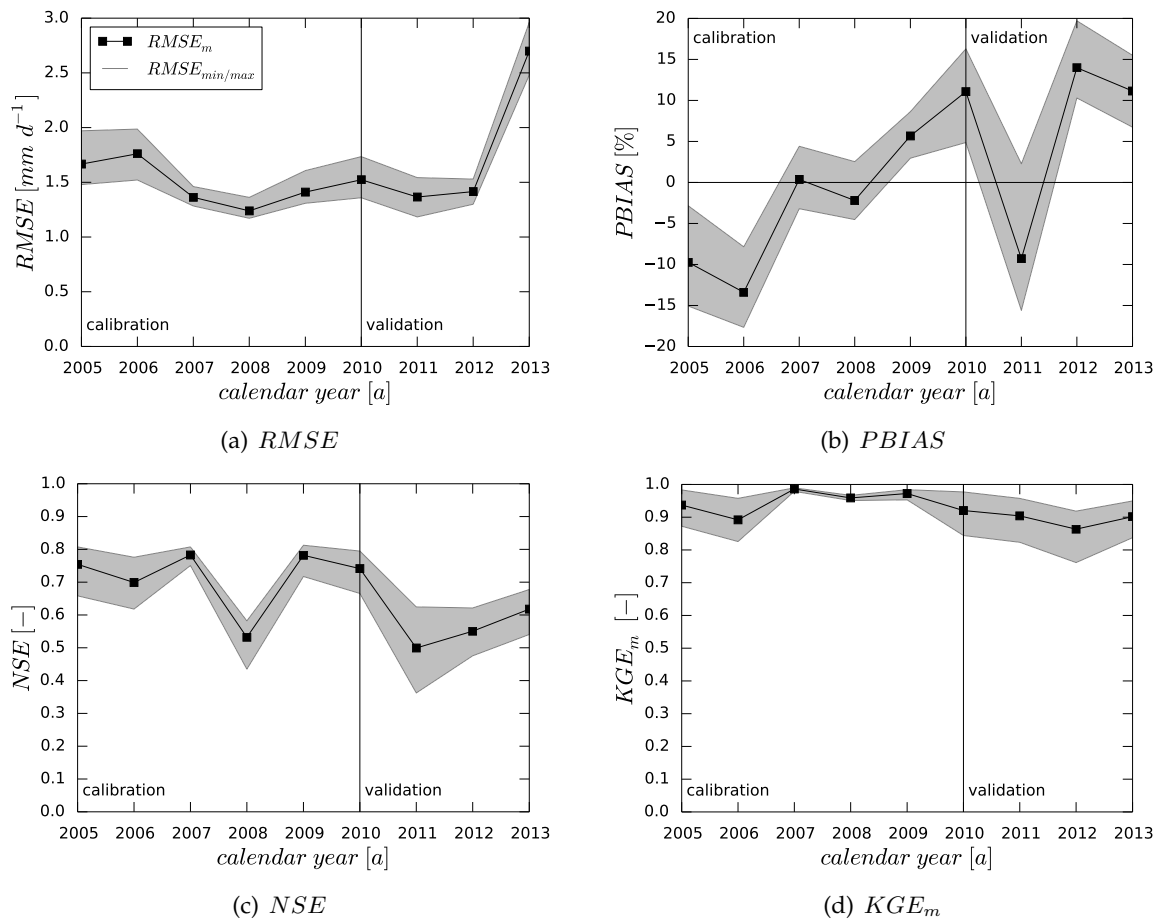 3.0
2.5
2.0
1.5
1.0
0.5
0.0
RMSE [mm d⁻¹]
RMSEₘ
RMSE_min/max
calibration
validation
2005 2006 2007 2008 2009 2010 2011 2012 2013
calendar year [a]
(a) RMSE
20
15
10
5
0
−5
−10
−15
−20
PBIAS [%]
calibration
validation
2005 2006 2007 2008 2009 2010 2011 2012 2013
calendar year [a]
(b) PBIAS
1.0
0.9
0.8
0.7
0.6
0.5
0.4
0.3
0.2
0.1
0.0
NSE [−]
calibration
validation
2005 2006 2007 2008 2009 2010 2011 2012 2013
calendar year [a]
(c) NSE
1.0
0.9
0.8
0.7
0.6
0.5
0.4
0.3
0.2
0.1
0.0
KGEₘ [−]
calibration
validation
2005 2006 2007 2008 2009 2010 2011 2012 2013
calendar year [a]
(d) KGEₘ